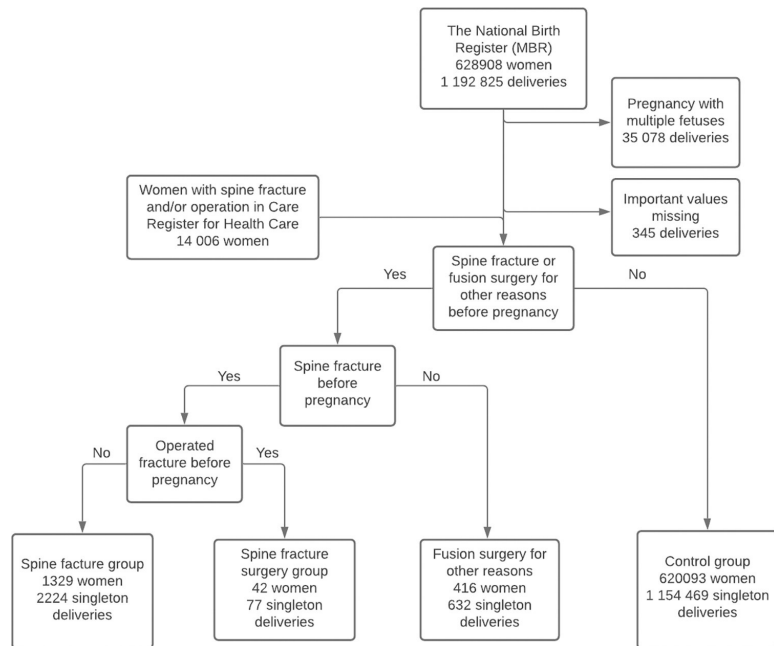 The National Birth
Register (MBR)
628908 women
1 192 825 deliveries
Pregnancy with
multiple fetuses
35 078 deliveries
Women with spine fracture
and/or operation in Care
Register for Health Care
14 006 women
Important values
missing
345 deliveries
Spine fracture or
fusion surgery for
other reasons
before pregnancy
Yes
No
Spine fracture
before
pregnancy
Yes
No
Operated
fracture before
pregnancy
No
Yes
Spine facture group
1329 women
2224 singleton
deliveries
Spine fracture
surgery group
42 women
77 singleton
deliveries
Fusion surgery for
other reasons
416 women
632 singleton
deliveries
Control group
620093 women
1 154 469 singleton
deliveries